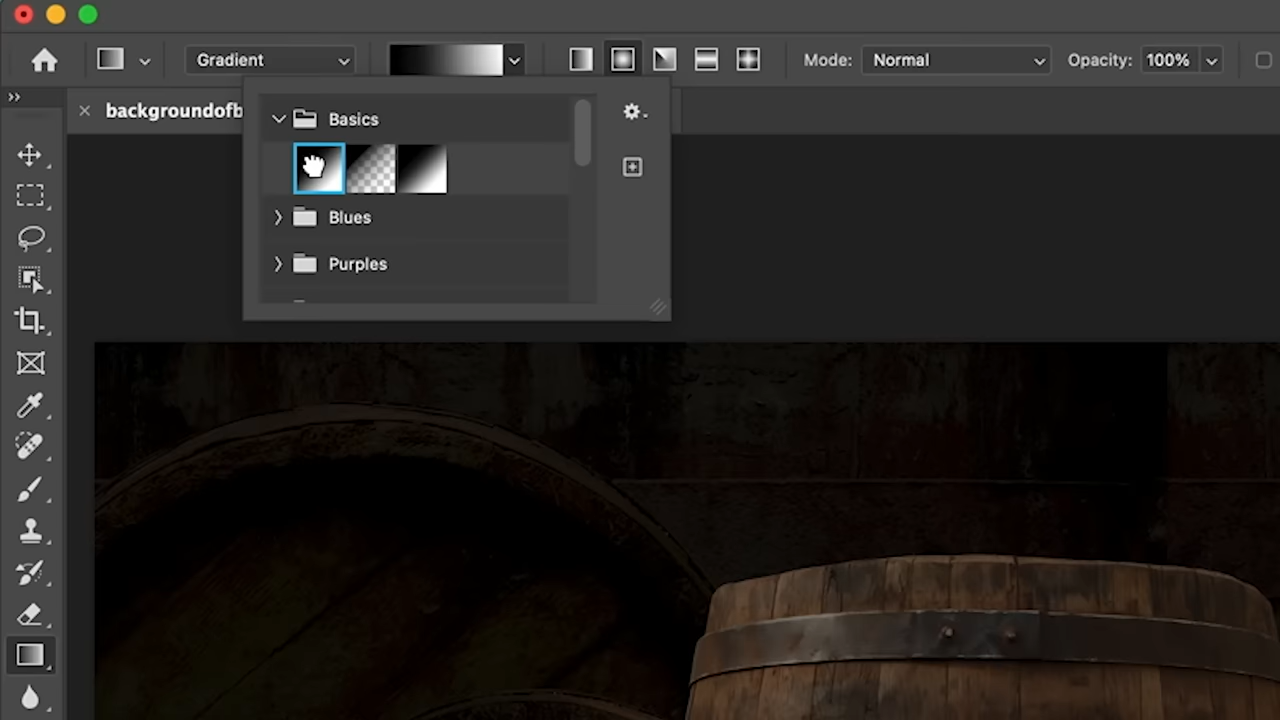 Gradient Mode: Normal Opacity: 100%
backgroundofb
Basics
Blues
Purples